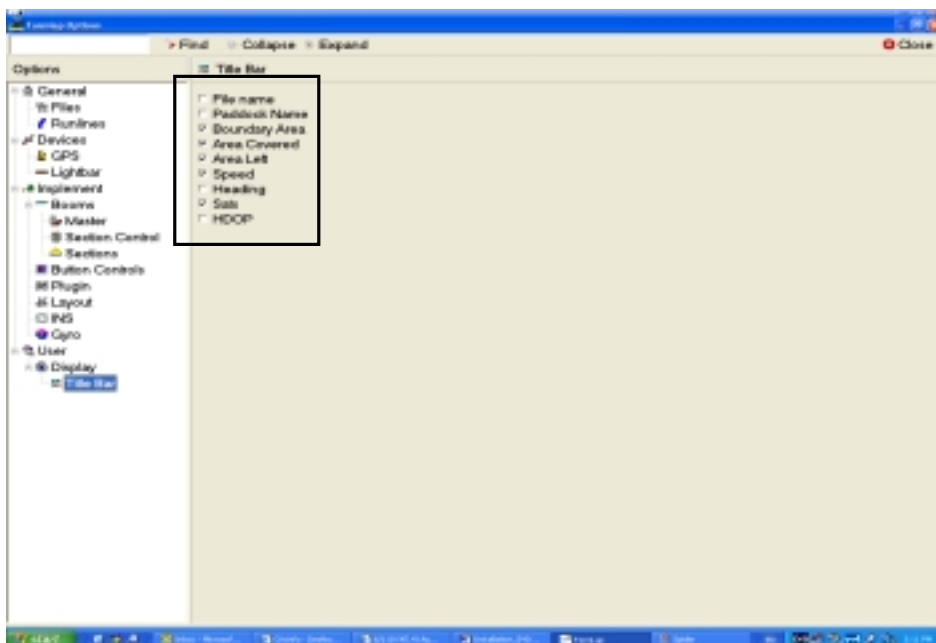 Options
Find Collapse Expand
Close
Options
Title Bar
General
Files
Runlines
Devices
GPS
Lightbar
Implement
Booms
Master
Section Control
Sections
Button Controls
Plugin
Layout
INS
Gyro
User
Display
Title Bar
File name
Paddock Name
Boundary Area
Area Covered
Area Left
Speed
Heading
Sats
HDOP
START